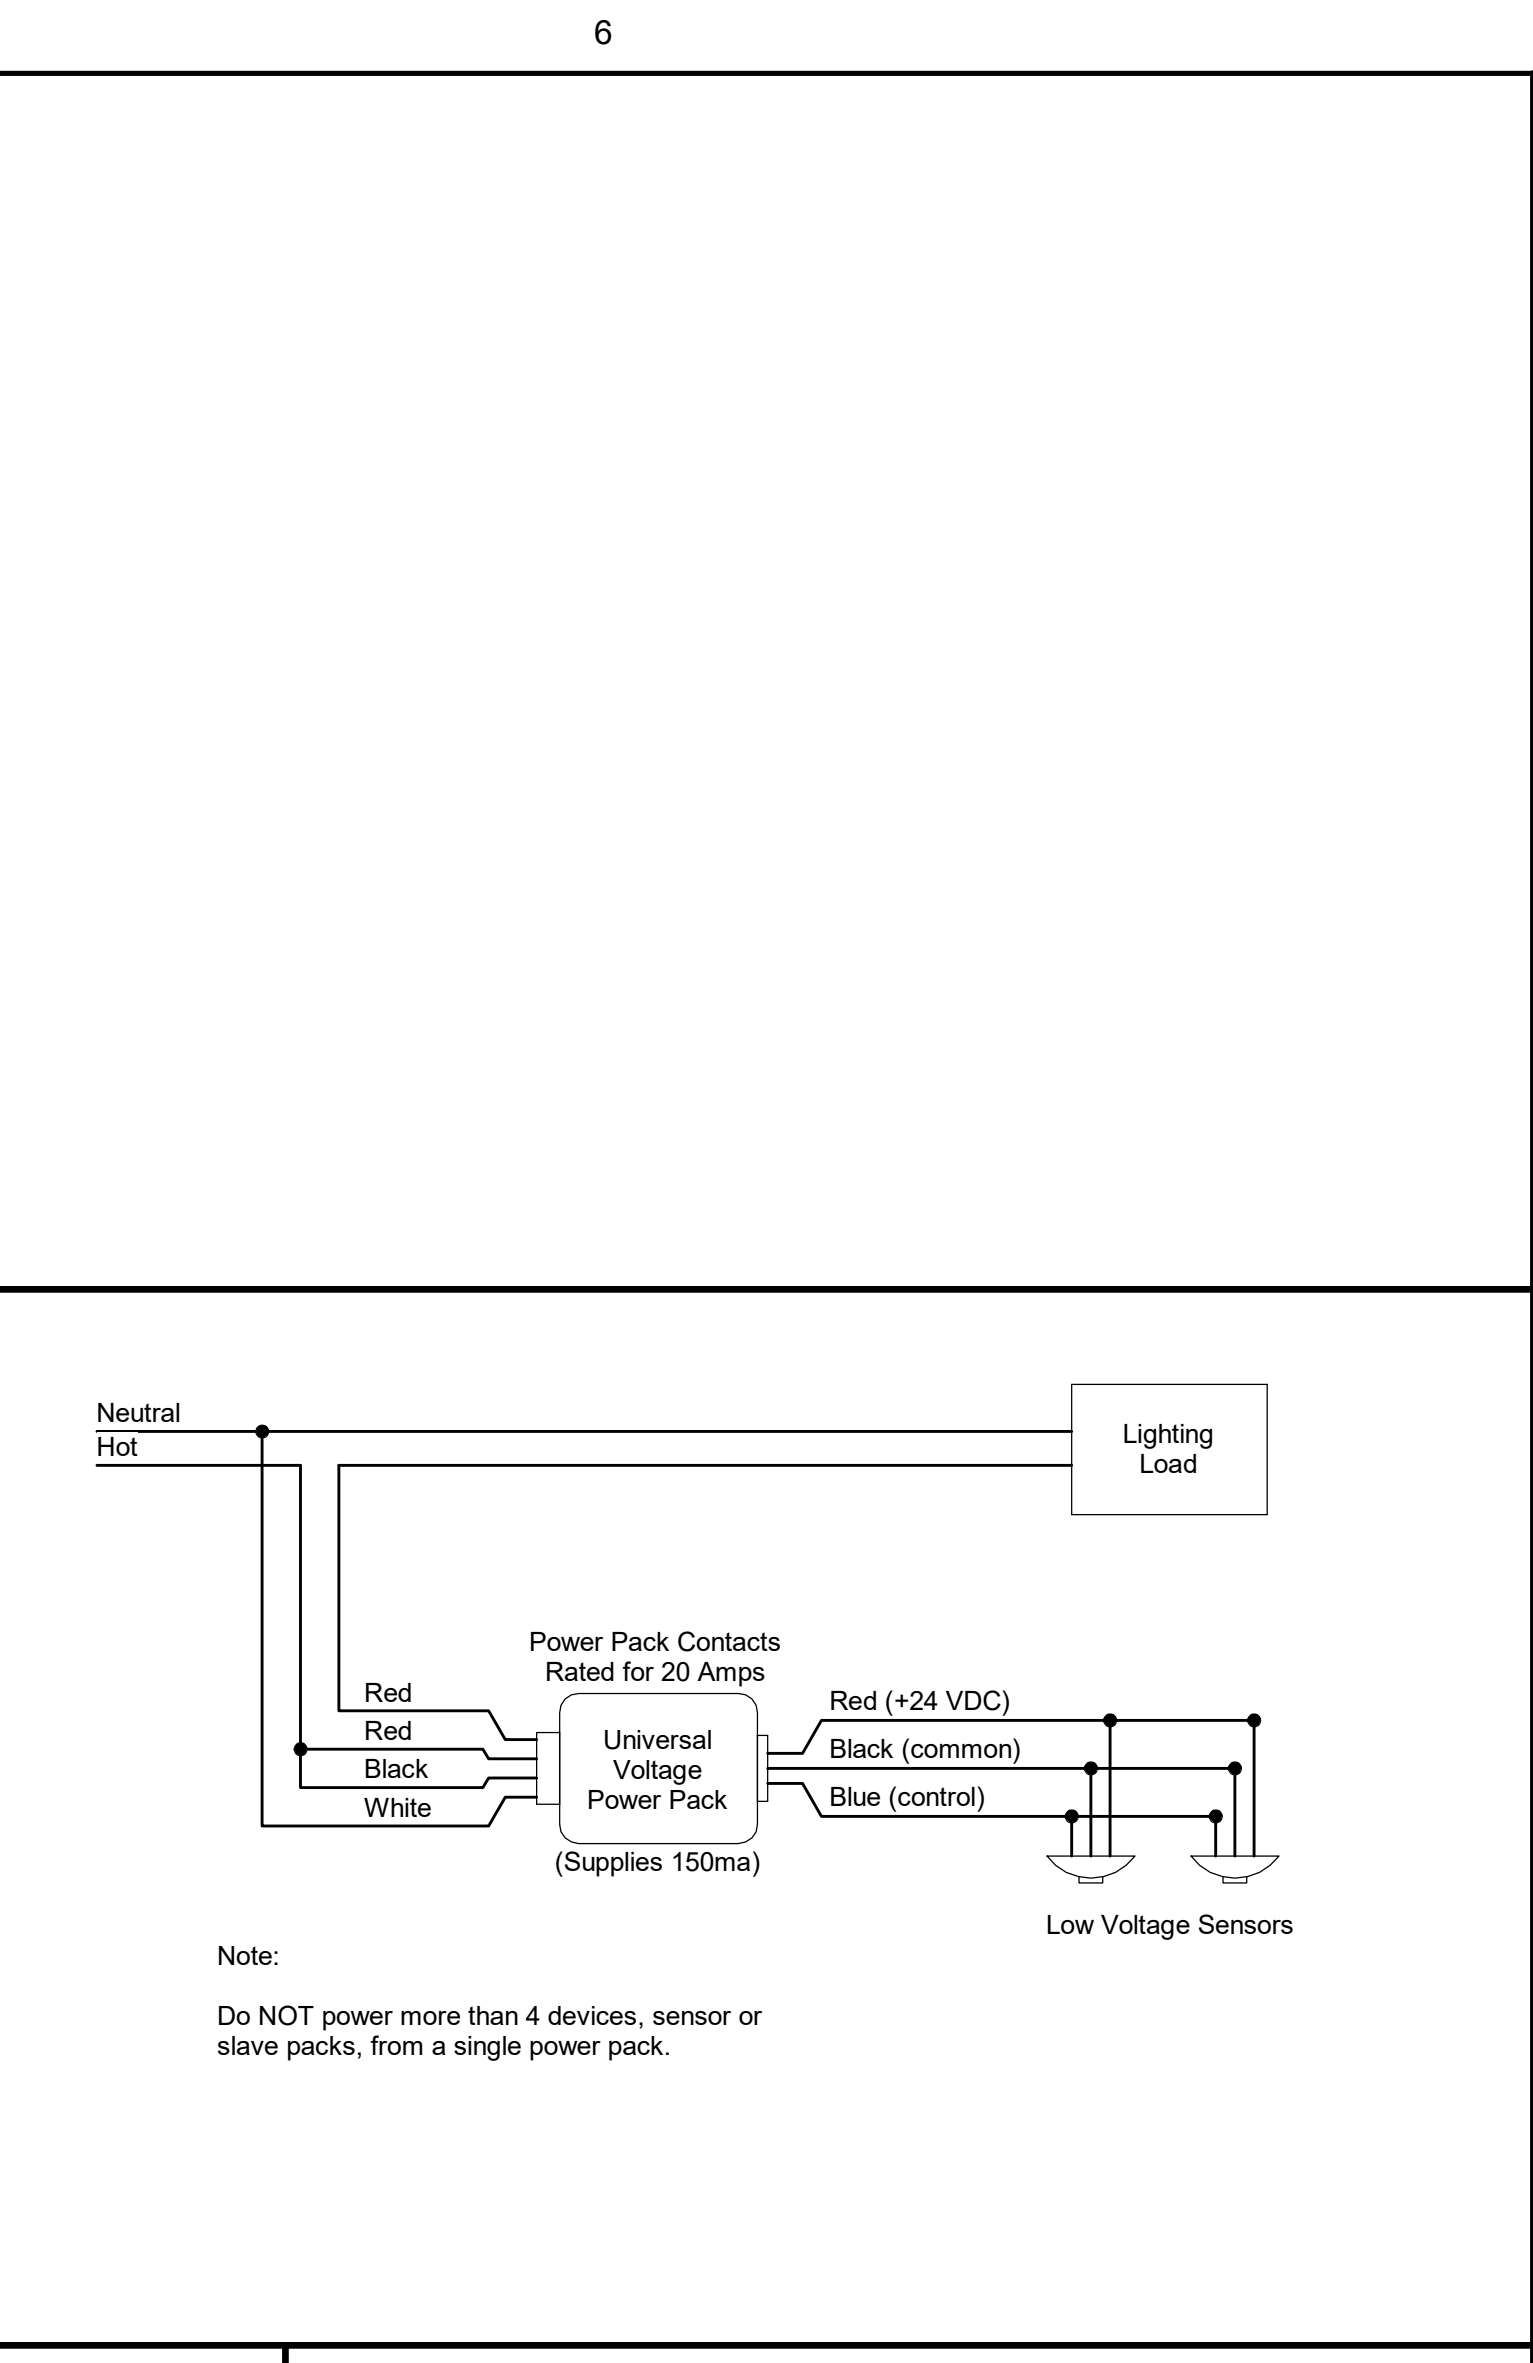 6
Neutral
Hot
Lighting
Load
Power Pack Contacts
Rated for 20 Amps
Red
Red
Black
White
Universal
Voltage
Power Pack
(Supplies 150ma)
Red (+24 VDC)
Black (common)
Blue (control)
Low Voltage Sensors
Note:
Do NOT power more than 4 devices, sensor or
slave packs, from a single power pack.